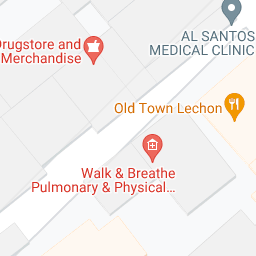 AL SANTOS
MEDICAL CLINIC
Drugstore and
Merchandise
Old Town Lechon
Walk & Breathe
Pulmonary & Physical...